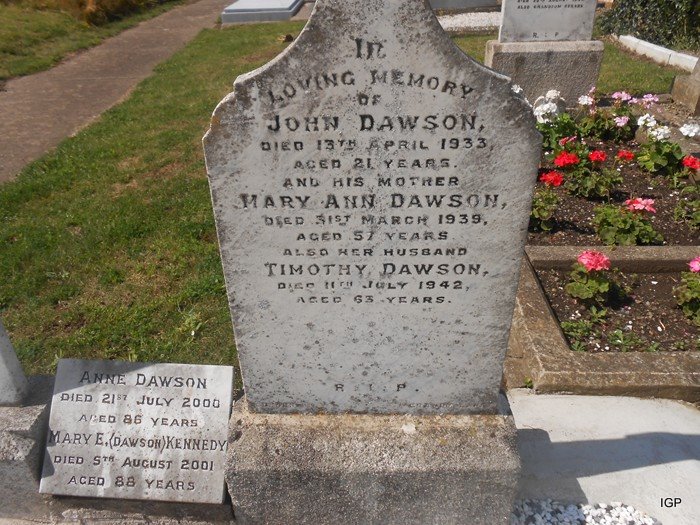 In
Loving Memory
of
John Dawson,
died 13th April 1933,
aged 21 years.
and his mother
Mary Ann Dawson,
died 31st March 1939,
aged 57 years
also her husband
Timothy Dawson,
died 11th July 1942,
aged 63 years.
R.I.P.
Anne Dawson
died 21st July 2000
aged 86 years
Mary E. (Dawson) Kennedy
died 5th August 2001
aged 88 years
R.I.P
IGP